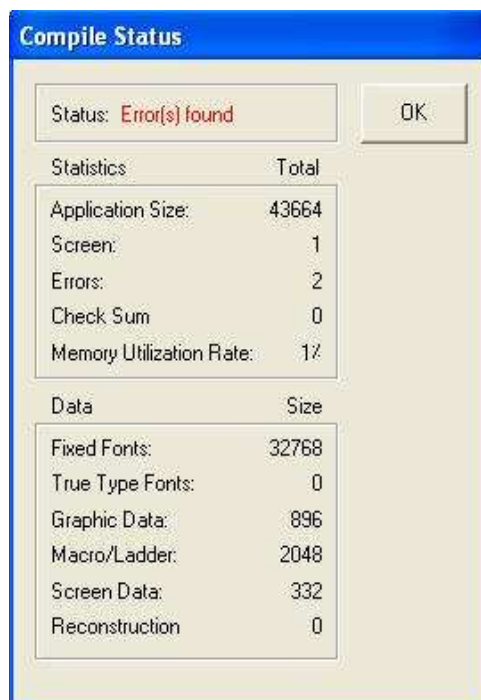 Compile Status
Status: Error(s) found
OK
Statistics Total
Application Size: 43664
Screen: 1
Errors: 2
Check Sum 0
Memory Utilization Rate: 1%
Data Size
Fixed Fonts: 32768
True Type Fonts: 0
Graphic Data: 896
Macro/Ladder: 2048
Screen Data: 332
Reconstruction 0